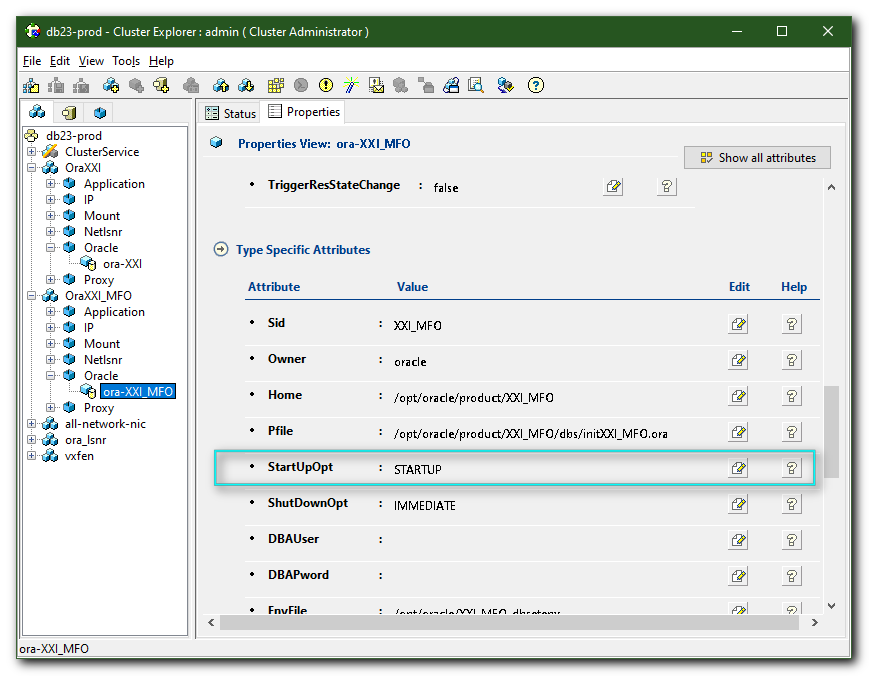 db23-prod - Cluster Explorer : admin ( Cluster Administrator )
File Edit View Tools Help
Status Properties
db23-prod
ClusterService
OraXXI
Application
IP
Mount
Netlsnr
Oracle
ora-XXI
Proxy
OraXXI_MFO
Application
IP
Mount
Netlsnr
Oracle
ora-XXI_MFO
Proxy
all-network-nic
ora_lsnr
vxfen
Properties View: ora-XXI_MFO
Show all attributes
• TriggerResStateChange : false
Type Specific Attributes
Attribute Value Edit Help
• Sid : XXI_MFO
• Owner : oracle
• Home : /opt/oracle/product/XXI_MFO
• Pfile : /opt/oracle/product/XXI_MFO/dbs/initXXI_MFO.ora
• StartUpOpt : STARTUP
• ShutDownOpt : IMMEDIATE
• DBAUser :
• DBAPword :
• EnvFile : /opt/oracle/XXI_MFO_dbsetenv
ora-XXI_MFO